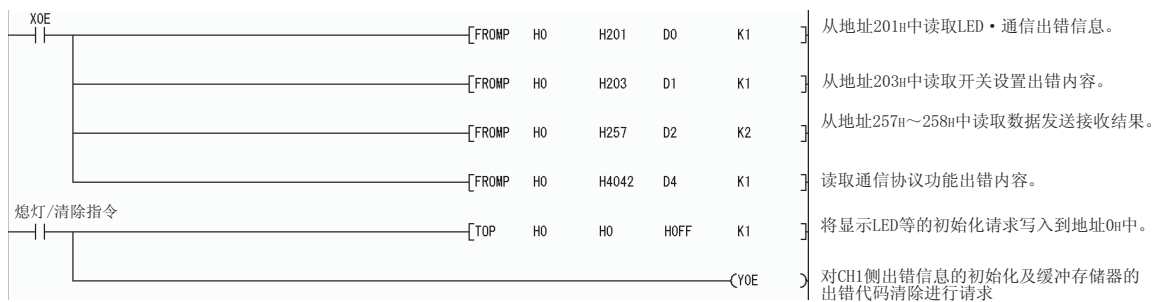 X0E
[FROMP H0 H201 D0 K1 ] 从地址201H中读取LED·通信出错信息。
[FROMP H0 H203 D1 K1 ] 从地址203H中读取开关设置出错内容。
[FROMP H0 H257 D2 K2 ] 从地址257H～258H中读取数据发送接收结果。
[FROMP H0 H4042 D4 K1 ] 读取通信协议功能出错内容。
熄灯/清除指令
[TOP H0 H0 H0FF K1 ] 将显示LED等的初始化请求写入到地址0H中。
(Y0E ) 对CH1侧出错信息的初始化及缓冲存储器的
出错代码清除进行请求